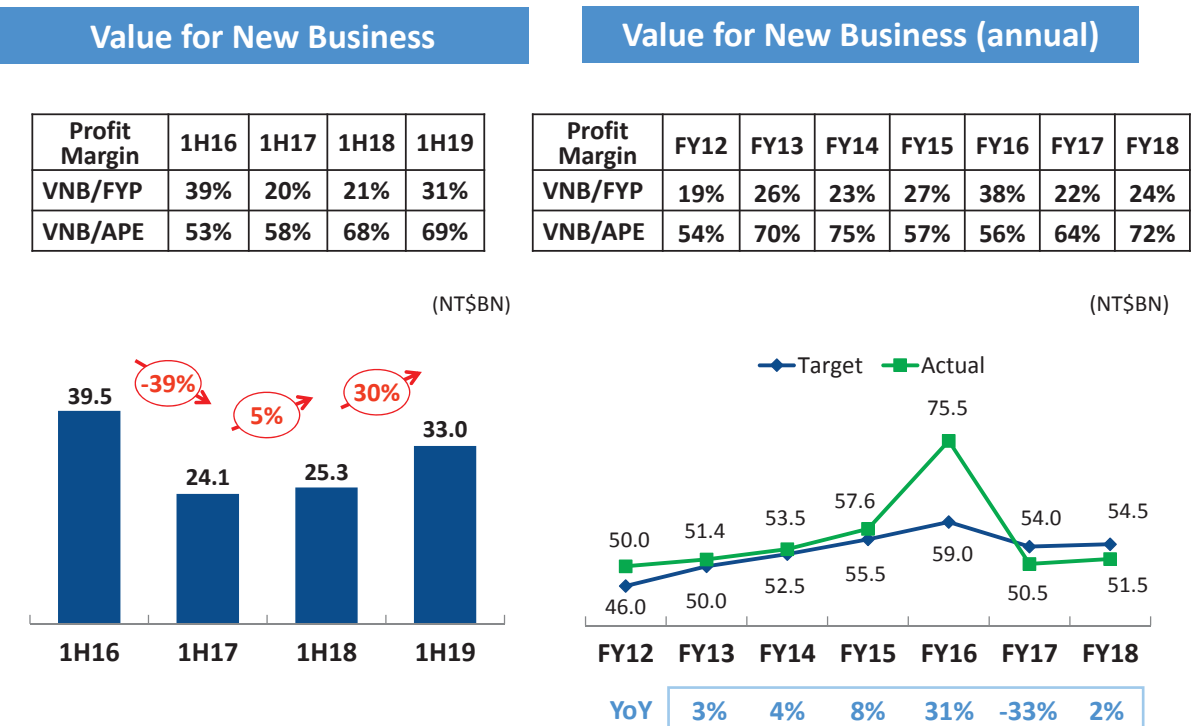 Value for New Business
Profit Margin 1H16 1H17 1H18 1H19
VNB/FYP 39% 20% 21% 31%
VNB/APE 53% 58% 68% 69%
(NT$BN)
-39% 5% 30%
39.5 24.1 25.3 33.0
1H16 1H17 1H18 1H19
Value for New Business (annual)
Profit Margin FY12 FY13 FY14 FY15 FY16 FY17 FY18
VNB/FYP 19% 26% 23% 27% 38% 22% 24%
VNB/APE 54% 70% 75% 57% 56% 64% 72%
(NT$BN)
Target Actual
75.5
50.0 51.4 53.5 57.6 54.0 54.5
46.0 50.0 52.5 55.5 59.0 50.5 51.5
FY12 FY13 FY14 FY15 FY16 FY17 FY18
YoY 3% 4% 8% 31% -33% 2%